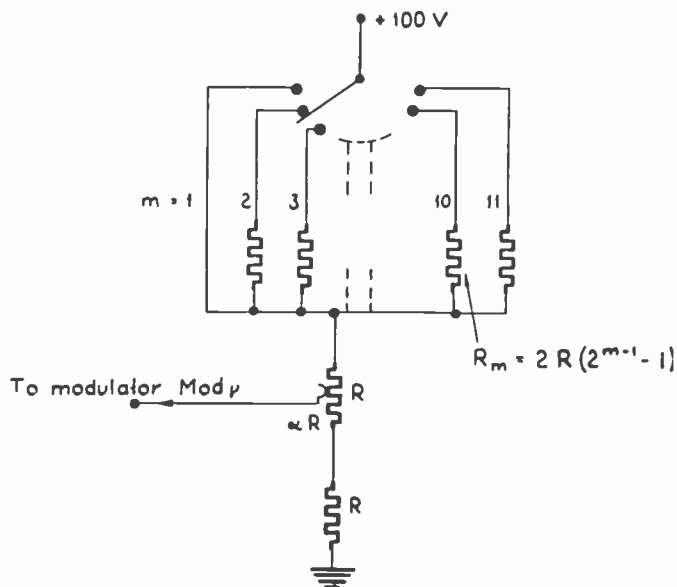 + 100 V
m = 1
2
3
10
11
R_m = 2 R (2^{m-1} - 1)
To modulator Mod μ
R
αR
R